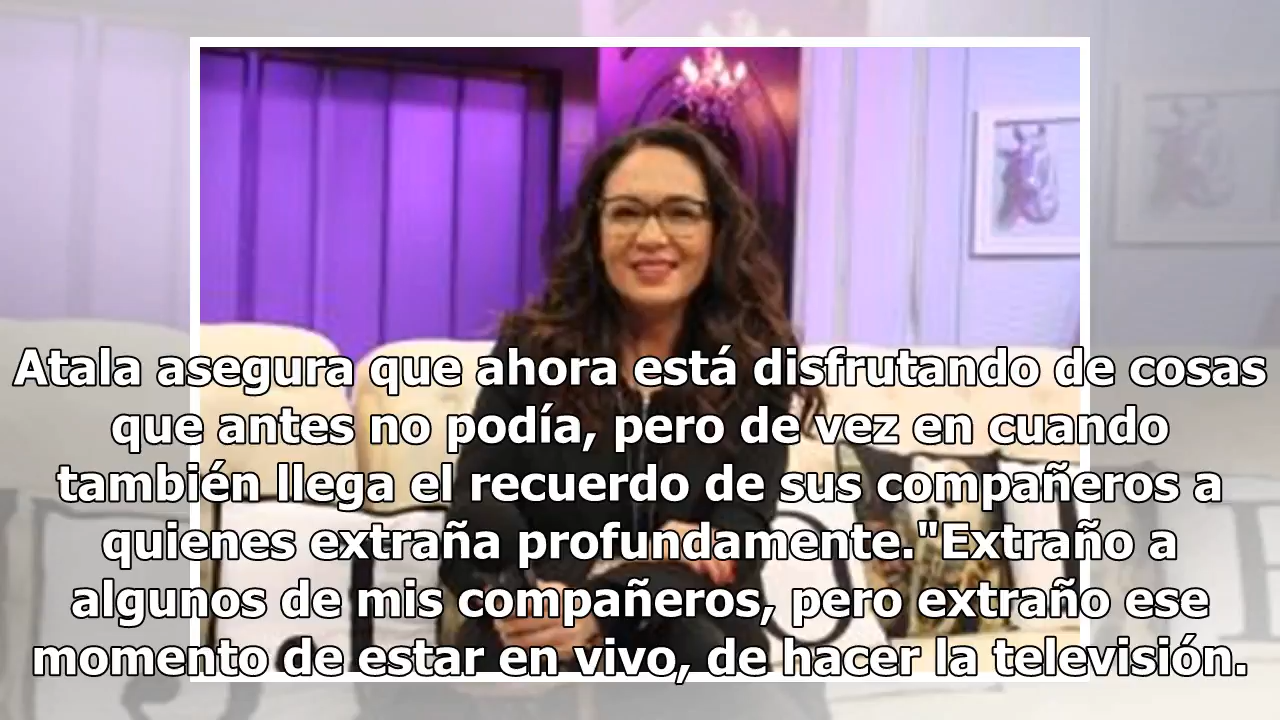 Atala asegura que ahora está disfrutando de cosas
que antes no podía, pero de vez en cuando
también llega el recuerdo de sus compañeros a
quienes extraña profundamente."Extraño a
algunos de mis compañeros, pero extraño ese
momento de estar en vivo, de hacer la televisión.